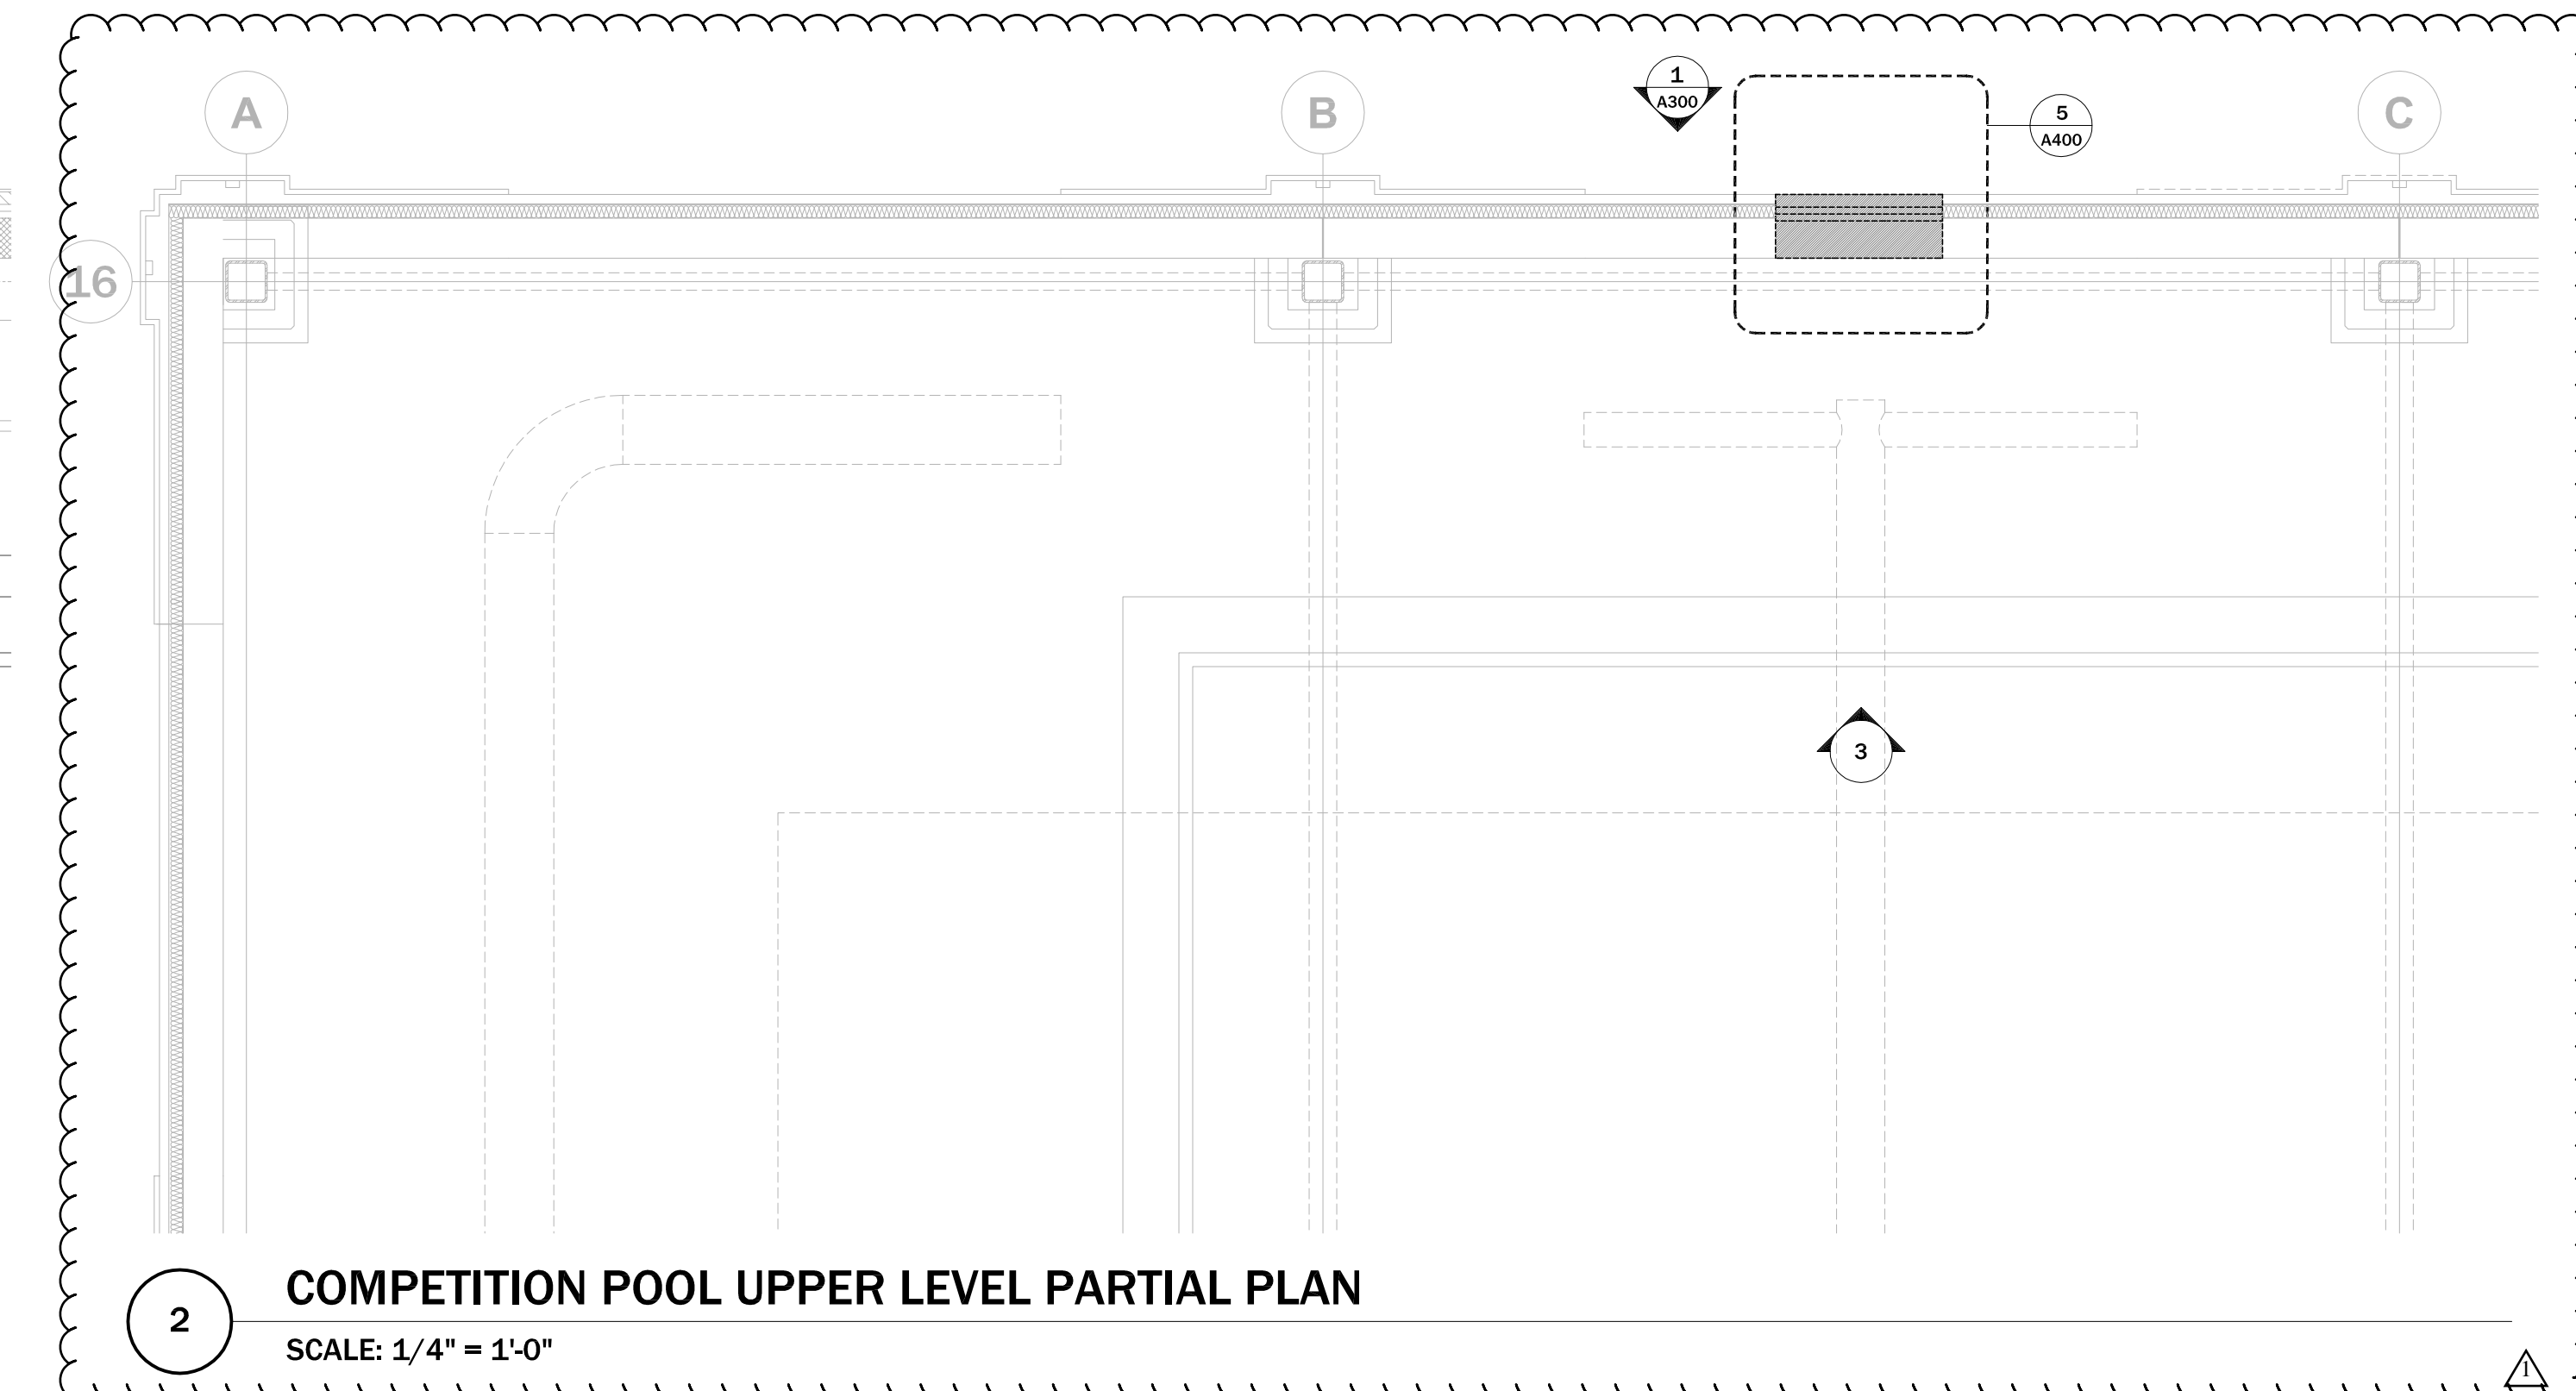 A
B
1
A300
5
A400
C
16
3
2
COMPETITION POOL UPPER LEVEL PARTIAL PLAN
SCALE: 1/4" = 1'-0"
1